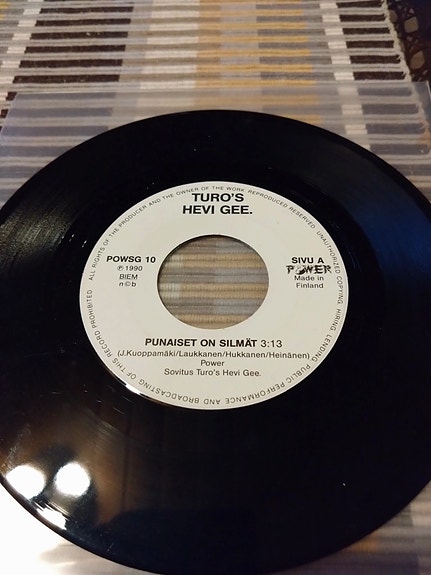 ALL RIGHTS OF THE PRODUCER AND THE OWNER OF THE WORK REPRODUCED RESERVED. UNAUTHORIZED COPYING, HIRING, LENDING, PUBLIC PERFORMANCE AND BROADCASTING OF THIS RECORD PROHIBITED
TURO'S
HEVI GEE.
POWSG 10
℗ 1990
BIEM
n©b
SIVU A
POWER
Made in
Finland
PUNAISET ON SILMÄT 3:13
(J.Kuoppamäki/Laukkanen/Hukkanen/Heinänen)
Power
Sovitus Turo's Hevi Gee.